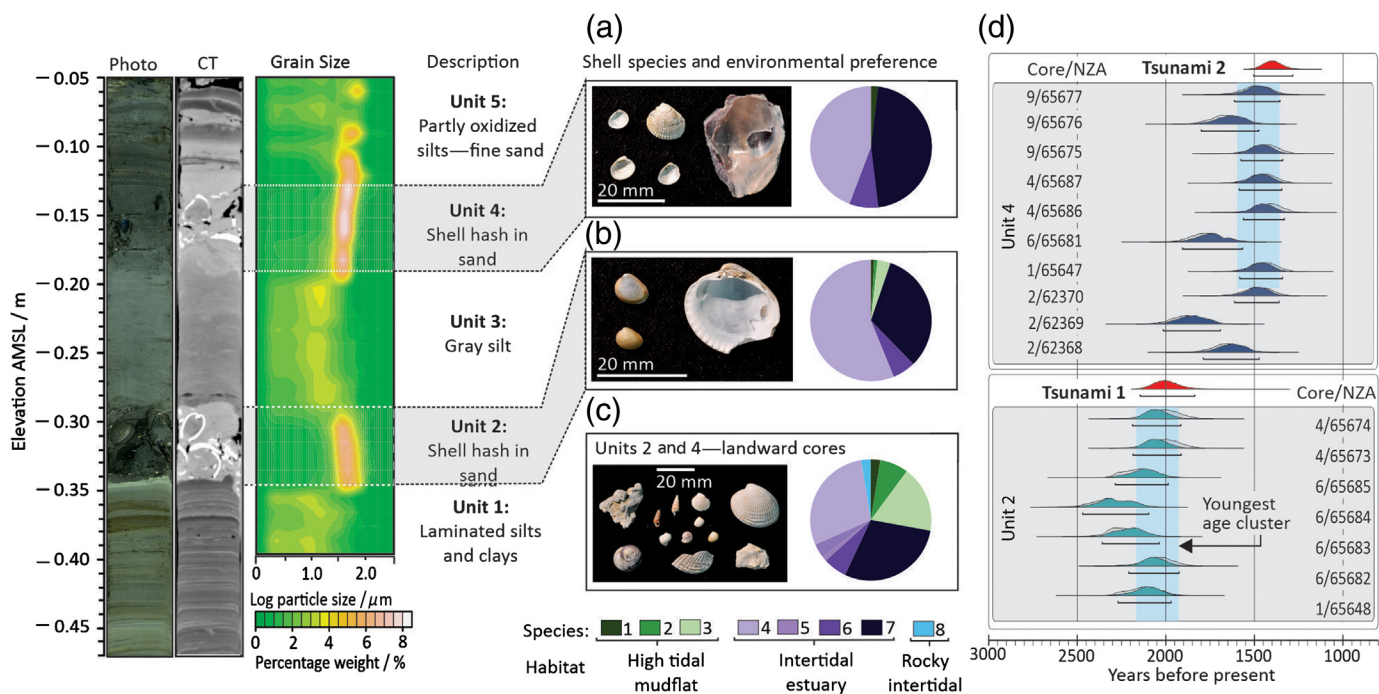 (a)
(d)
Photo CT Grain Size Description Shell species and environmental preference
Elevation AMSL / m
– 0.05
– 0.10
– 0.15
– 0.20
– 0.25
– 0.30
– 0.35
– 0.40
– 0.45
Unit 5:
Partly oxidized
silts—fine sand
Unit 4:
Shell hash in
sand
Unit 3:
Gray silt
Unit 2:
Shell hash in
sand
Unit 1:
Laminated silts
and clays
0 1.0 2.0
Log particle size / μm
0 2 4 6 8
Percentage weight / %
20 mm
(b)
20 mm
(c)
Units 2 and 4—landward cores
20 mm
Species: 1 2 3 4 5 6 7 8
Habitat
High tidal
mudflat
Intertidal
estuary
Rocky
intertidal
Core/NZA Tsunami 2
Unit 4
9/65677
9/65676
9/65675
4/65687
4/65686
6/65681
1/65647
2/62370
2/62369
2/62368
Tsunami 1 Core/NZA
Unit 2
4/65674
4/65673
6/65685
6/65684
6/65683
6/65682
1/65648
Youngest
age cluster
3000 2500 2000 1500 1000
Years before present